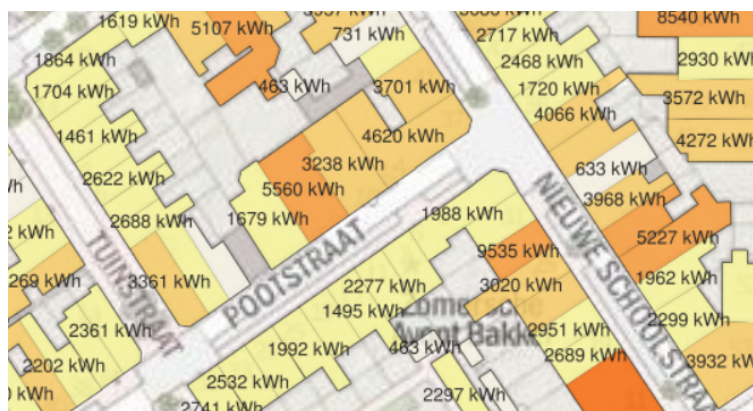 1619 kWh
5107 kWh
731 kWh
2717 kWh
8540 kWh
1864 kWh
2468 kWh
2930 kWh
1704 kWh
463 kWh
3701 kWh
1720 kWh
3572 kWh
4066 kWh
1461 kWh
4620 kWh
4272 kWh
2622 kWh
3238 kWh
633 kWh
5560 kWh
3968 kWh
2688 kWh
1679 kWh
1988 kWh
NIEUWE SCHOOLSTRAAT
5227 kWh
TUINSTRAAT
POOTSTRAAT
9535 kWh
3361 kWh
2277 kWh
3020 kWh
1962 kWh
269 kWh
1495 kWh
2299 kWh
2361 kWh
2951 kWh
1992 kWh
463 kWh
2689 kWh
3932 kW
2202 kWh
2532 kWh
2297 kWh
2741 kWh